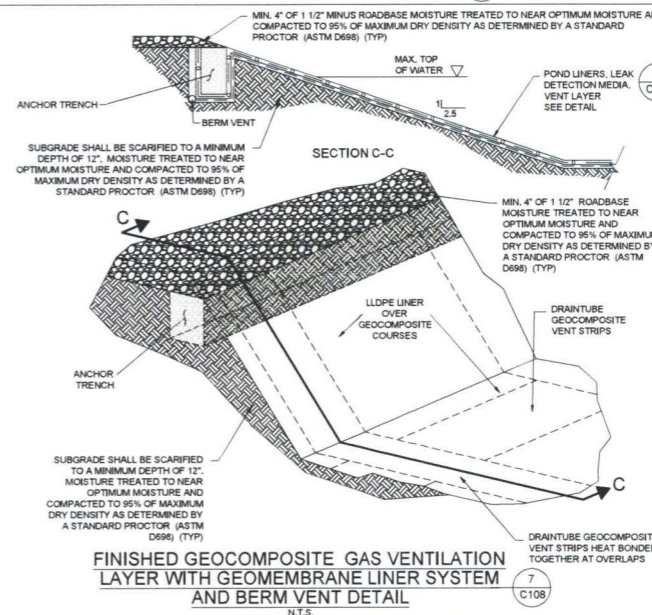 MIN. 4" OF 1 1/2" MINUS ROADBASE MOISTURE TREATED TO NEAR OPTIMUM MOISTURE
COMPACTED TO 95% OF MAXIMUM DRY DENSITY AS DETERMINED BY A STANDARD
PROCTOR (ASTM D698) (TYP)
MAX. TOP
OF WATER
POND LINERS, LEAK
DETECTION MEDIA,
VENT LAYER
SEE DETAIL
C
ANCHOR TRENCH
BERM VENT
1
2.5
SUBGRADE SHALL BE SCARIFIED TO A MINIMUM
DEPTH OF 12", MOISTURE TREATED TO NEAR
OPTIMUM MOISTURE AND COMPACTED TO 95% OF
MAXIMUM DRY DENSITY AS DETERMINED BY A
STANDARD PROCTOR (ASTM D698) (TYP)
SECTION C-C
MIN. 4" OF 1 1/2" ROADBASE
MOISTURE TREATED TO NEAR
OPTIMUM MOISTURE AND
COMPACTED TO 95% OF MAXIMUM
DRY DENSITY AS DETERMINED BY
A STANDARD PROCTOR (ASTM
D698) (TYP)
C
LLDPE LINER
OVER
GEOCOMPOSITE
COURSES
DRAINTUBE
GEOCOMPOSITE
VENT STRIPS
ANCHOR
TRENCH
SUBGRADE SHALL BE SCARIFIED
TO A MINIMUM DEPTH OF 12",
MOISTURE TREATED TO NEAR
OPTIMUM MOISTURE AND
COMPACTED TO 95% OF MAXIMUM
DRY DENSITY AS DETERMINED BY
A STANDARD PROCTOR (ASTM
D698) (TYP)
C
DRAINTUBE GEOCOMPOSITE
VENT STRIPS HEAT BONDED
TOGETHER AT OVERLAPS
FINISHED GEOCOMPOSITE GAS VENTILATION
LAYER WITH GEOMEMBRANE LINER SYSTEM
AND BERM VENT DETAIL
7
C108
N.T.S.